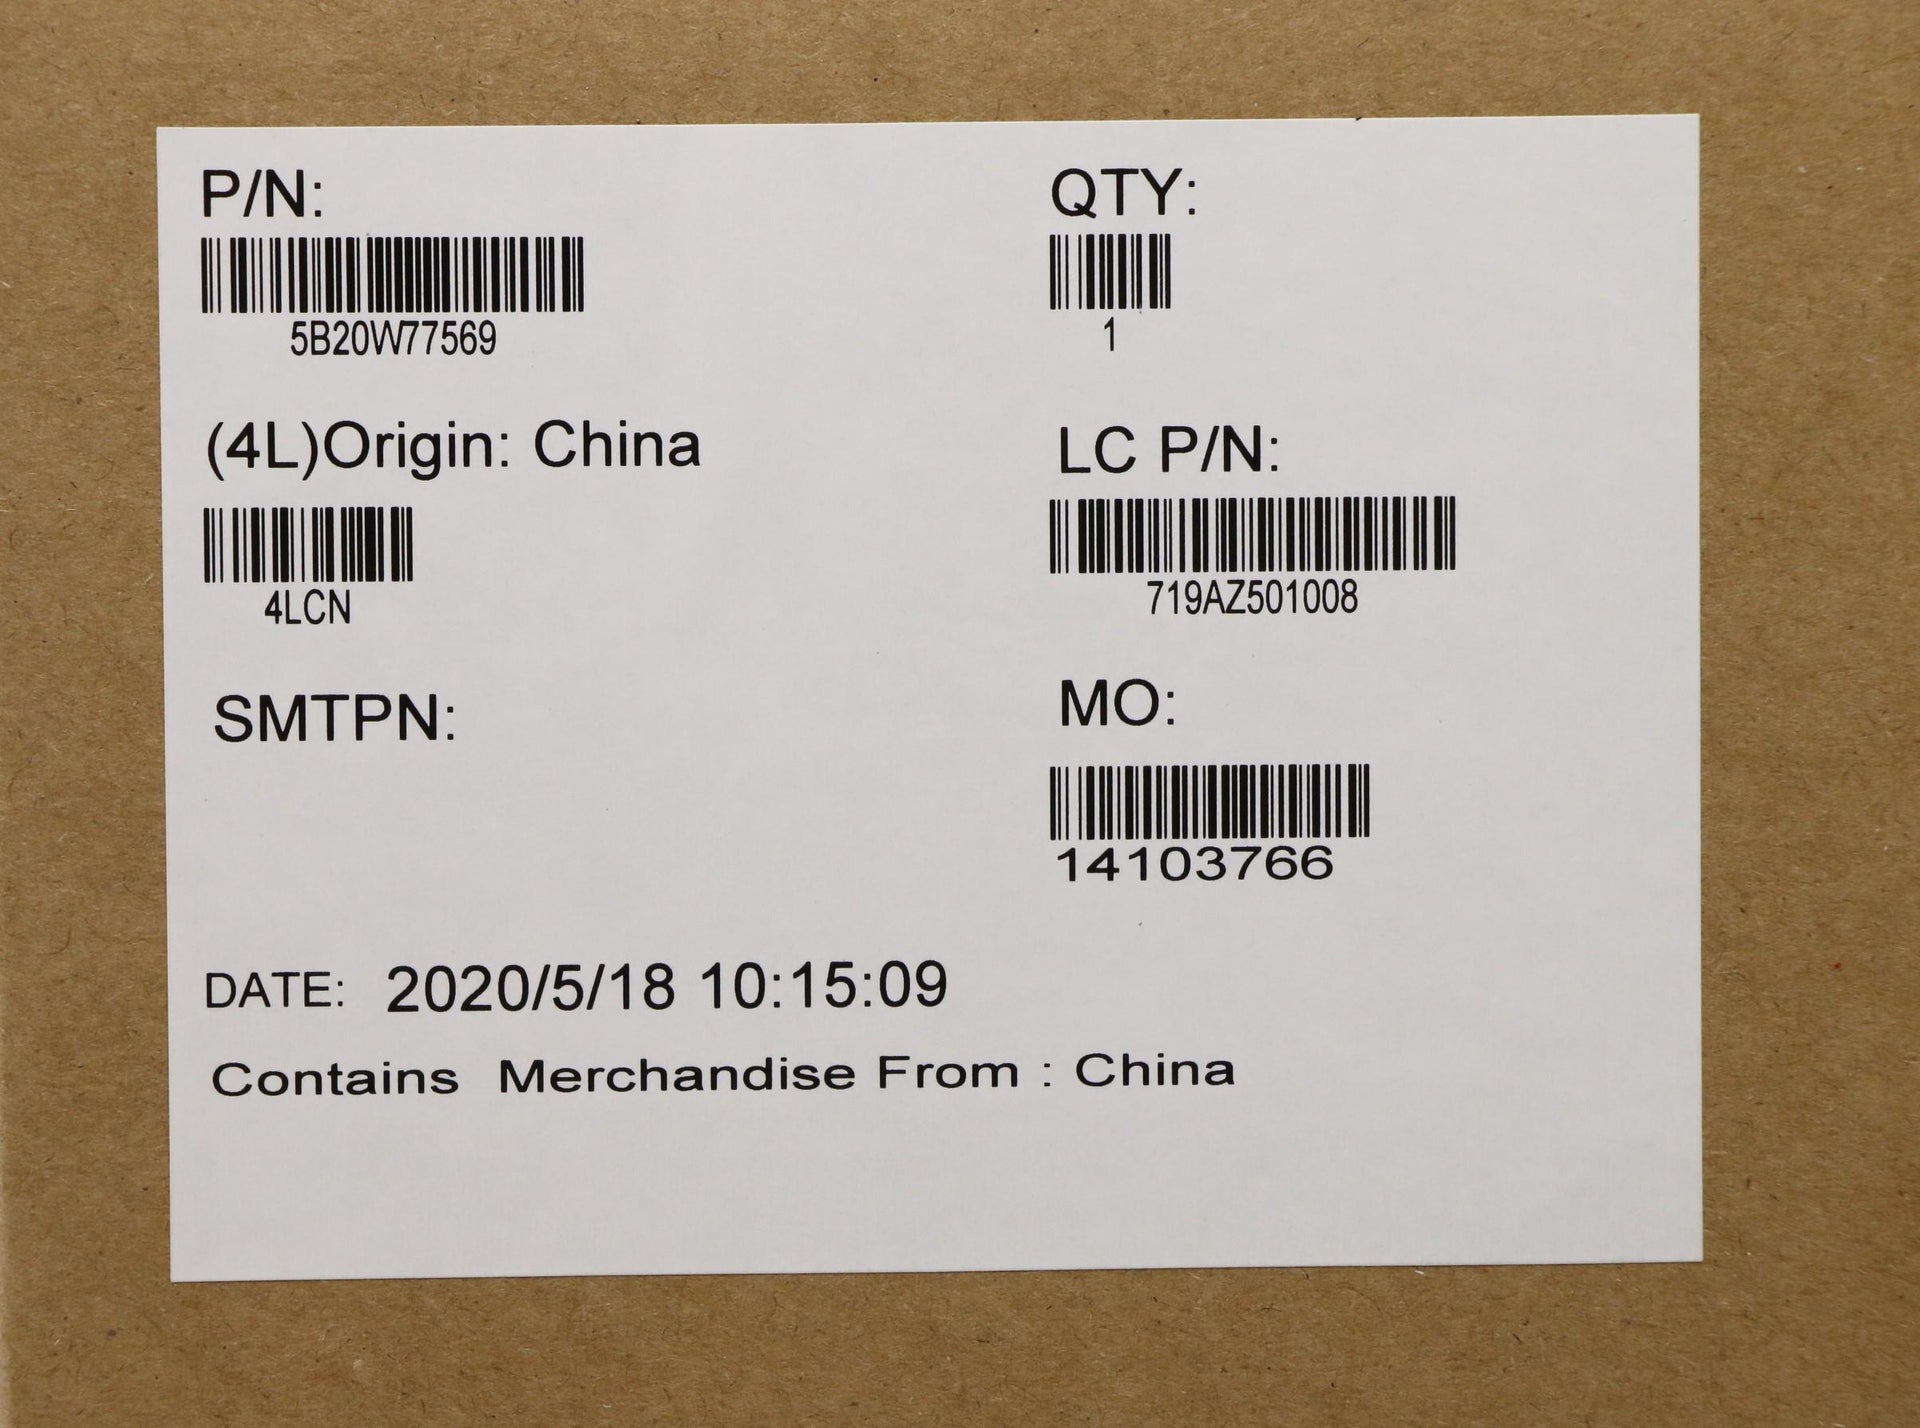 P/N:
QTY:
5B20W77569
1
(4L)Origin: China
LC P/N:
4LCN
719AZ501008
SMTPN:
MO:
14103766
DATE: 2020/5/18 10:15:09
Contains Merchandise From : China